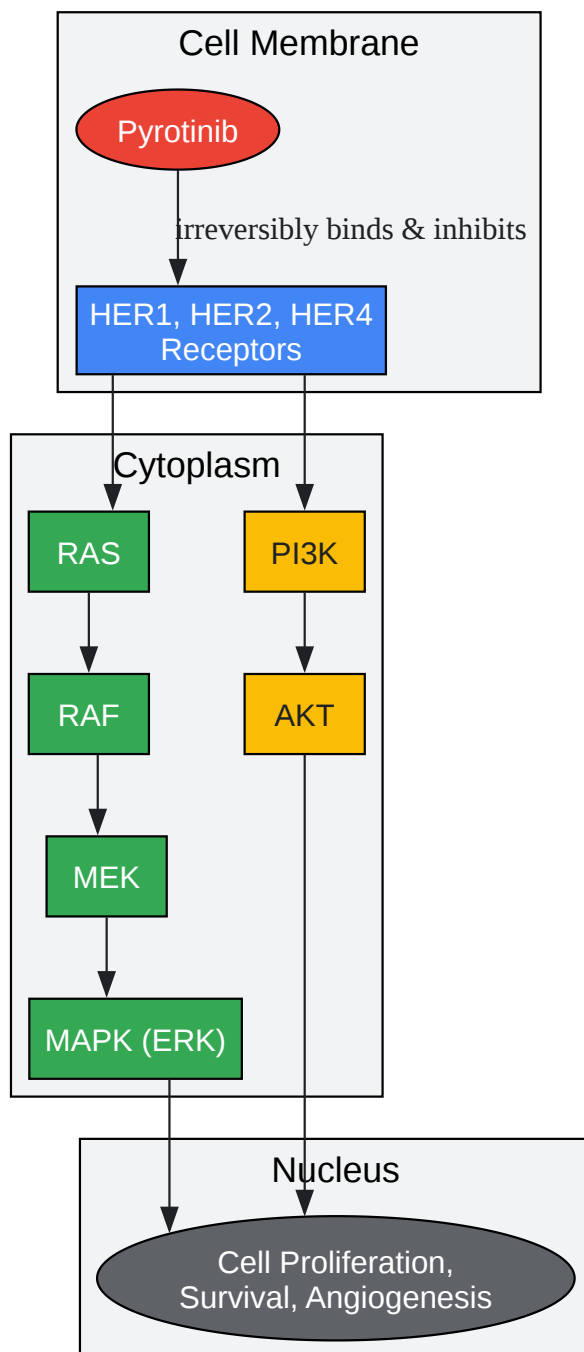 Cell Membrane
Pyrotinib
irreversibly binds & inhibits
HER1, HER2, HER4
Receptors
Cytoplasm
RAS
PI3K
RAF
AKT
MEK
MAPK (ERK)
Nucleus
Cell Proliferation,
Survival, Angiogenesis